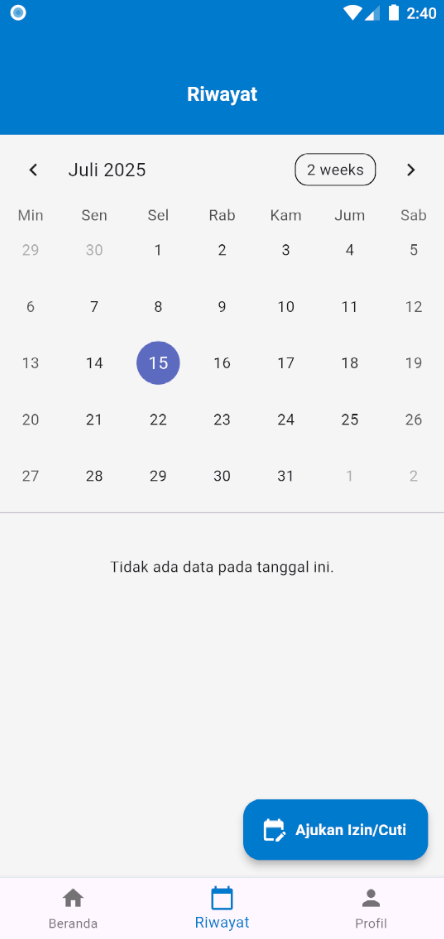 2:40
Riwayat
Juli 2025 2 weeks
Min Sen Sel Rab Kam Jum Sab
29 30 1 2 3 4 5
6 7 8 9 10 11 12
13 14 15 16 17 18 19
20 21 22 23 24 25 26
27 28 29 30 31 1 2
Tidak ada data pada tanggal ini.
Ajukan Izin/Cuti
Beranda Riwayat Profil